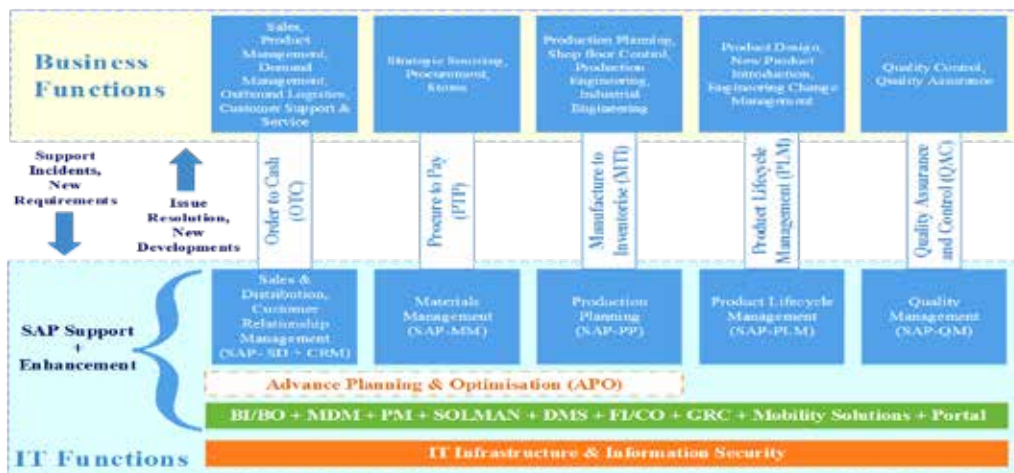 Business
Functions
Sales,
Product
Management,
Demand
Management,
Outbound Logistics,
Customer Support &
Service
Strategic Sourcing,
Procurement,
Stores
Production Planning,
Shop floor Control,
Production
Engineering,
Industrial
Engineering
Product Design,
New Product
Introduction,
Engineering Change
Management
Quality Control,
Quality Assurance
Support
Incidents,
New
Requirements
Issue
Resolution,
New
Developments
Order to Cash
(OTC)
Procure to Pay
(PTP)
Manufacture to
Inventorise (MTI)
Product Lifecycle
Management (PLM)
Quality Assurance
and Control (QAC)
SAP Support
+
Enhancement
Sales &
Distribution,
Customer
Relationship
Management
(SAP- SD + CRM)
Materials
Management
(SAP-MM)
Production
Planning
(SAP-PP)
Product Lifecycle
Management
(SAP-PLM)
Quality
Management
(SAP-QM)
Advance Planning & Optimisation (APO)
BI/BO + MDM + PM + SOLMAN + DMS + FI/CO + GRC + Mobility Solutions + Portal
IT Functions
IT Infrastructure & Information Security